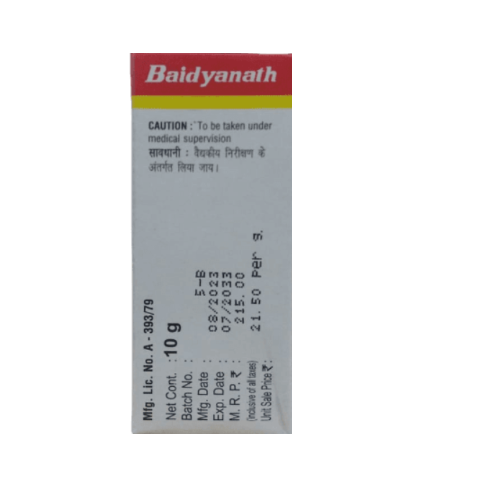 Baidyanath
CAUTION : To be taken under
medical supervision
सावधानी : वैद्यकीय निरीक्षण के
अंतर्गत लिया जाय।
Mfg. Lic. No. A - 393/79
Net Cont. : 10 g
Batch No. : 5-B
Mfg. Date : 08/2023
Exp. Date : 07/2033
M. R. P. ₹ : 215.00
(Inclusive of all taxes)
Unit Sale Price ₹ : 21.50 Per g.